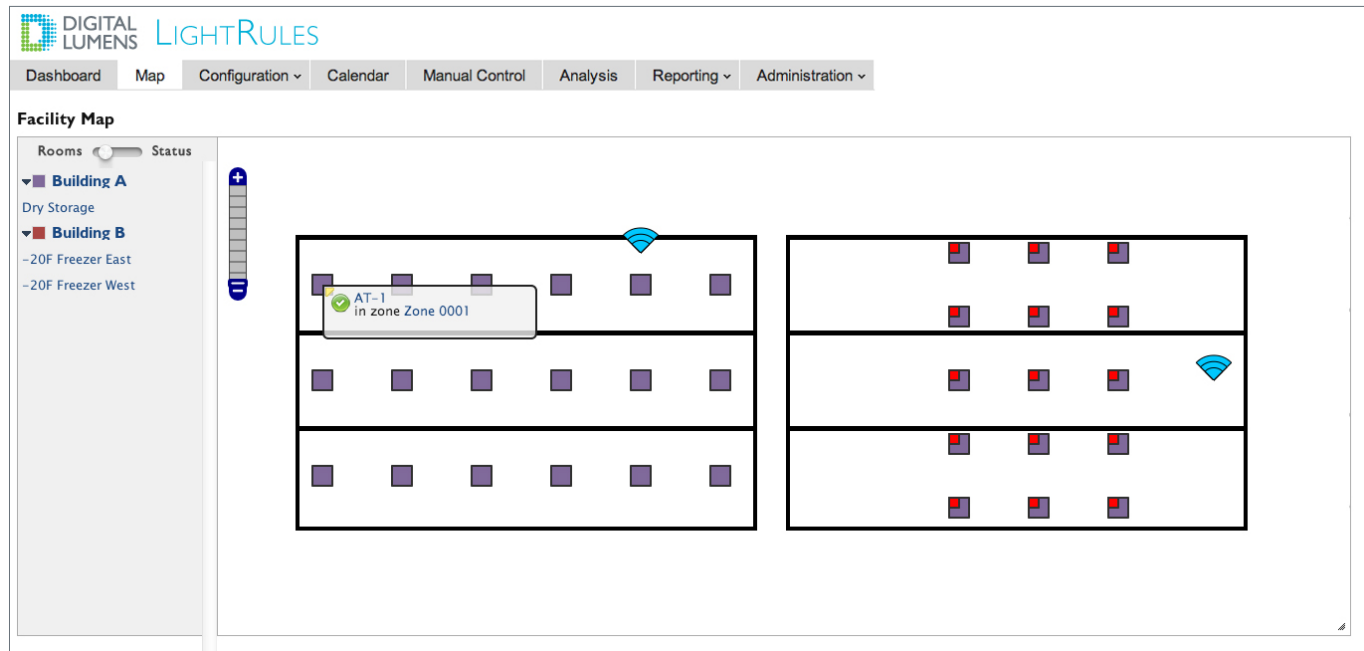 DIGITAL
LUMENS
LIGHTRULES
Dashboard Map Configuration Calendar Manual Control Analysis Reporting Administration
Facility Map
Rooms Status
Building A
Dry Storage
Building B
-20F Freezer East
-20F Freezer West
AT-1
in zone Zone 0001